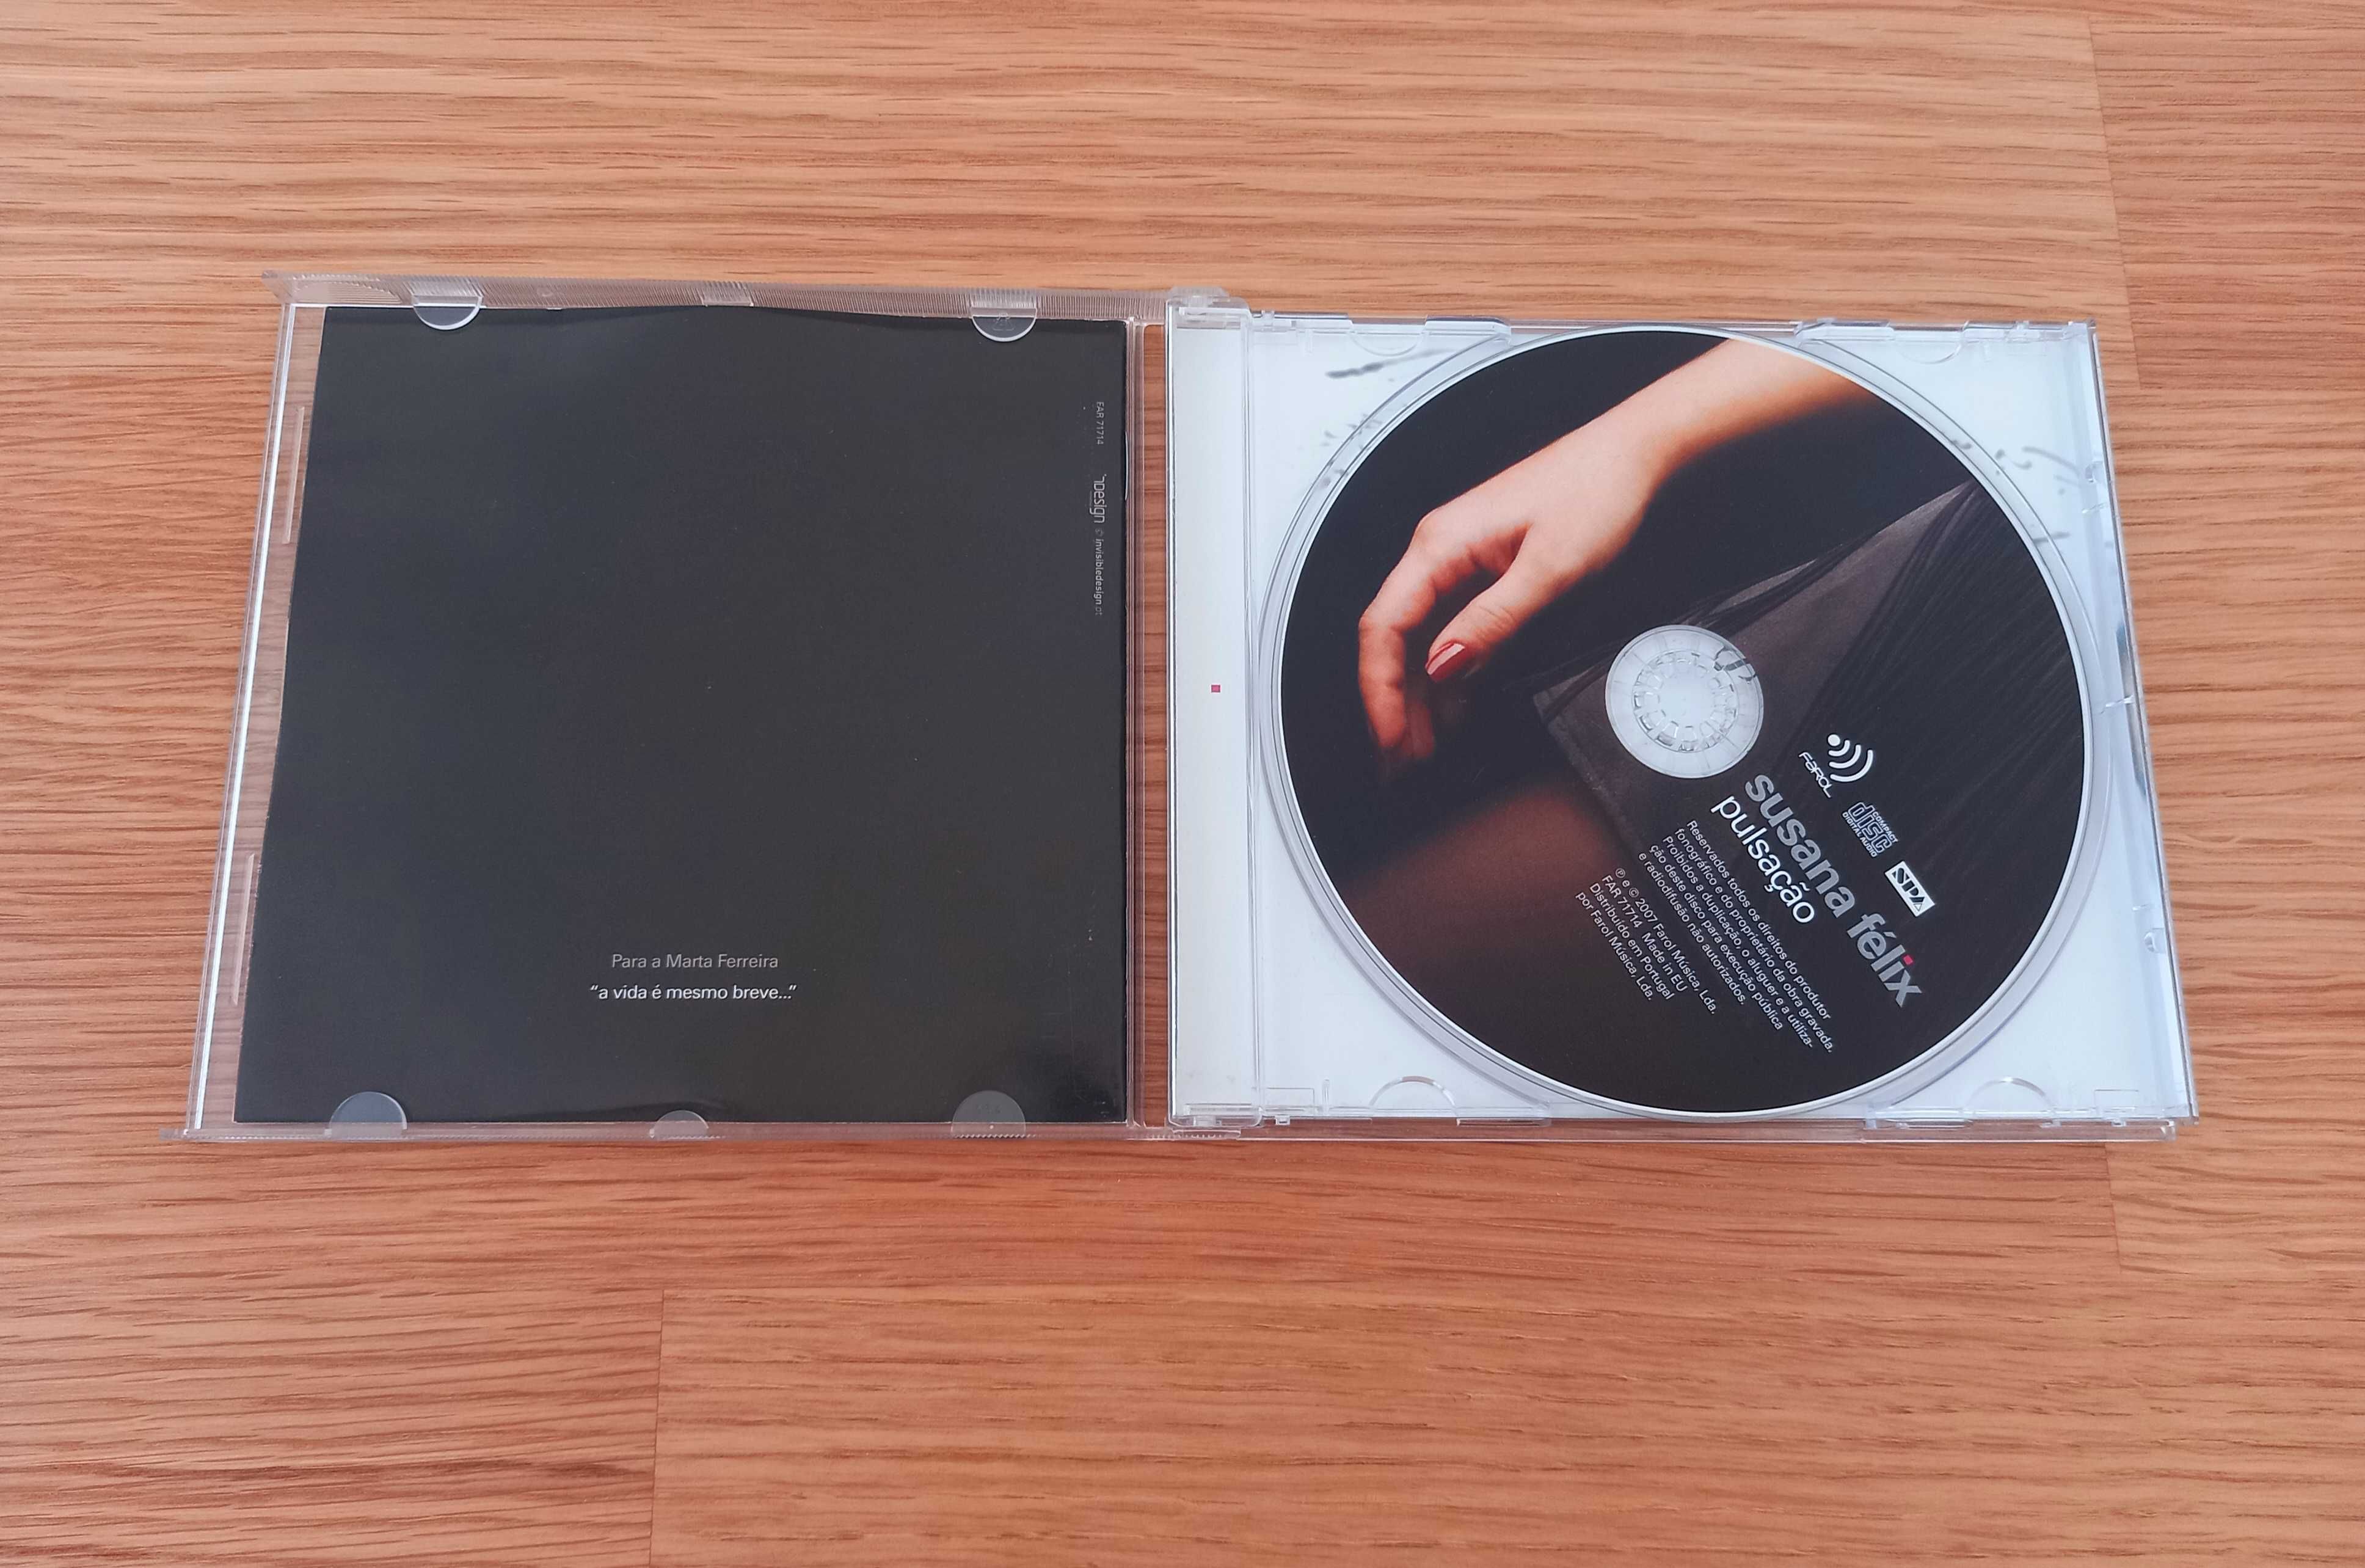 FAR 71714
iDesign © invisibledesign.pt
Para a Marta Ferreira
“a vida é mesmo breve...”
FAROL
COMPACT
disc
DIGITAL AUDIO
SPA
susana félix
pulsação
Reservados todos os direitos do produtor
fonográfico e do proprietário da obra gravada.
Proibidos a duplicação, o aluguer e a utiliza-
ção deste disco para execução pública
e radiodifusão não autorizados.
℗ e © 2007 Farol Música, Lda.
FAR 71714 Made in EU
Distribuído em Portugal
por Farol Música, Lda.